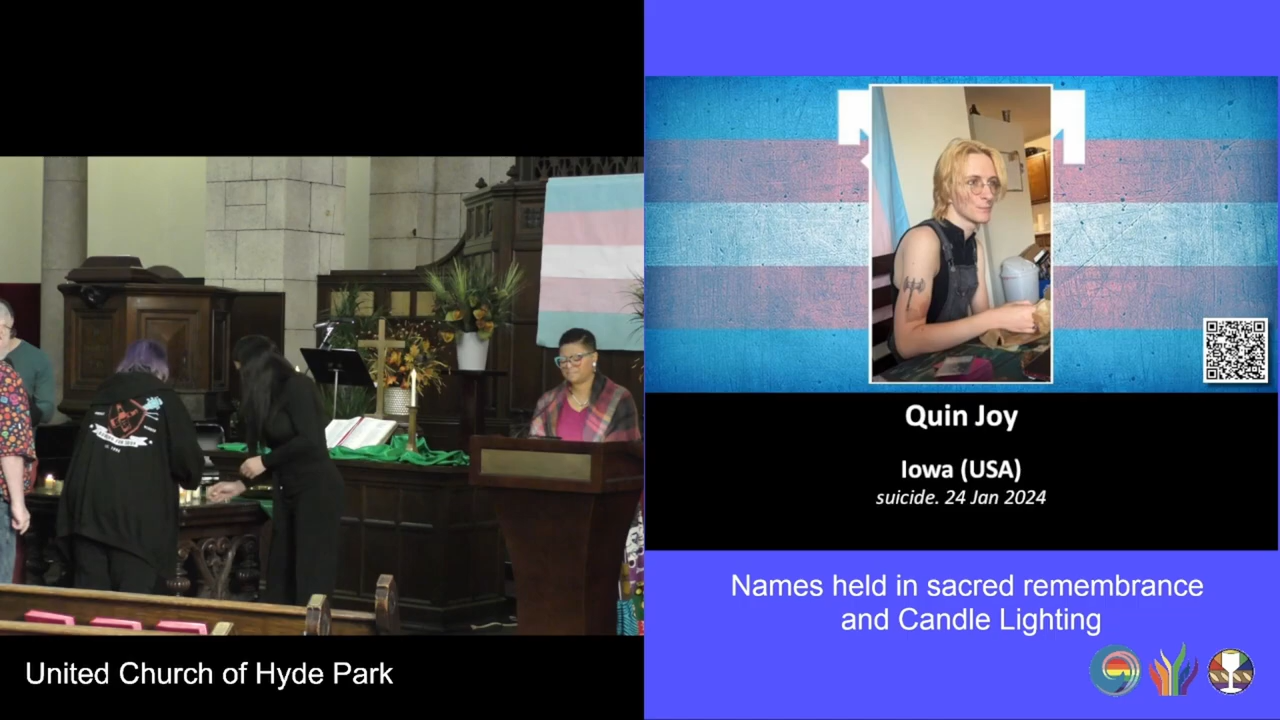 Quin Joy
Iowa (USA)
suicide. 24 Jan 2024
Names held in sacred remembrance
and Candle Lighting
United Church of Hyde Park